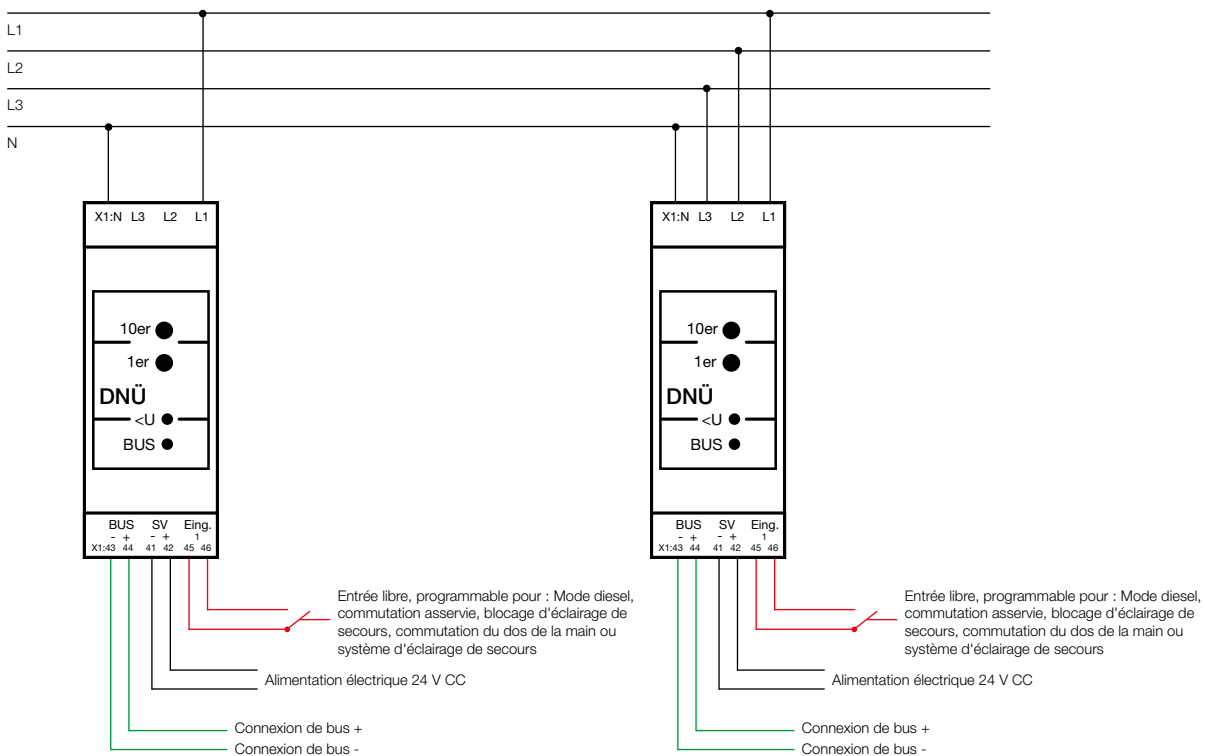 L1
L2
L3
N
X1:N L3 L2 L1
10er
1er
DNÜ
<U
BUS
BUS SV Eing.
- + - + 1
X1:43 44 41 42 45 46
Entrée libre, programmable pour : Mode diesel,
commutation asservie, blocage d'éclairage de
secours, commutation du dos de la main ou
système d'éclairage de secours
Alimentation électrique 24 V CC
Connexion de bus +
Connexion de bus -
X1:N L3 L2 L1
10er
1er
DNÜ
<U
BUS
BUS SV Eing.
- + - + 1
X1:43 44 41 42 45 46
Entrée libre, programmable pour : Mode diesel,
commutation asservie, blocage d'éclairage de
secours, commutation du dos de la main ou
système d'éclairage de secours
Alimentation électrique 24 V CC
Connexion de bus +
Connexion de bus -